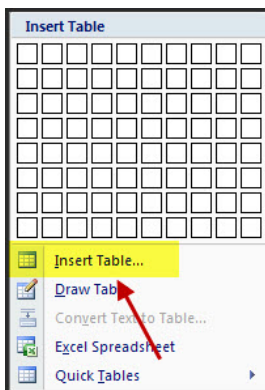 Insert Table
Insert Table...
Draw Tab
Convert Text to Table...
Excel Spreadsheet
Quick Tables